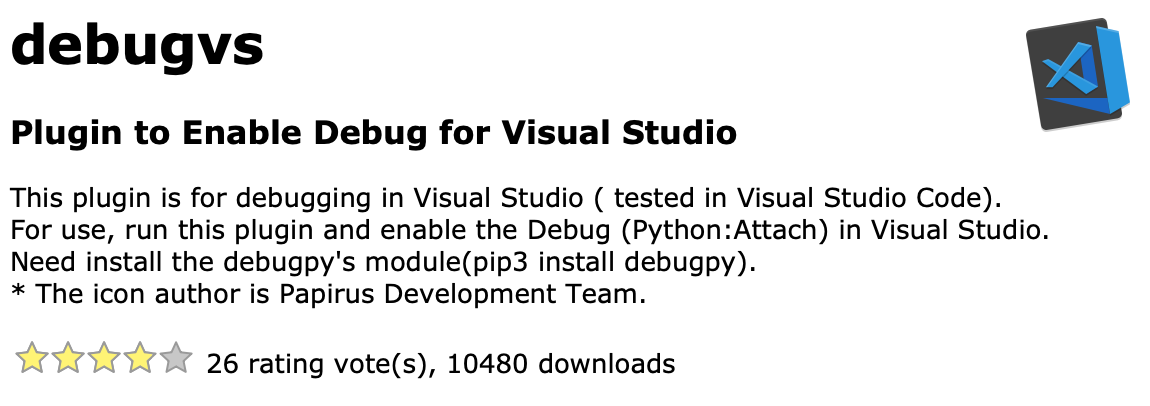 debugvs
Plugin to Enable Debug for Visual Studio
This plugin is for debugging in Visual Studio ( tested in Visual Studio Code).
For use, run this plugin and enable the Debug (Python:Attach) in Visual Studio.
Need install the debugpy's module(pip3 install debugpy).
* The icon author is Papirus Development Team.
26 rating vote(s), 10480 downloads